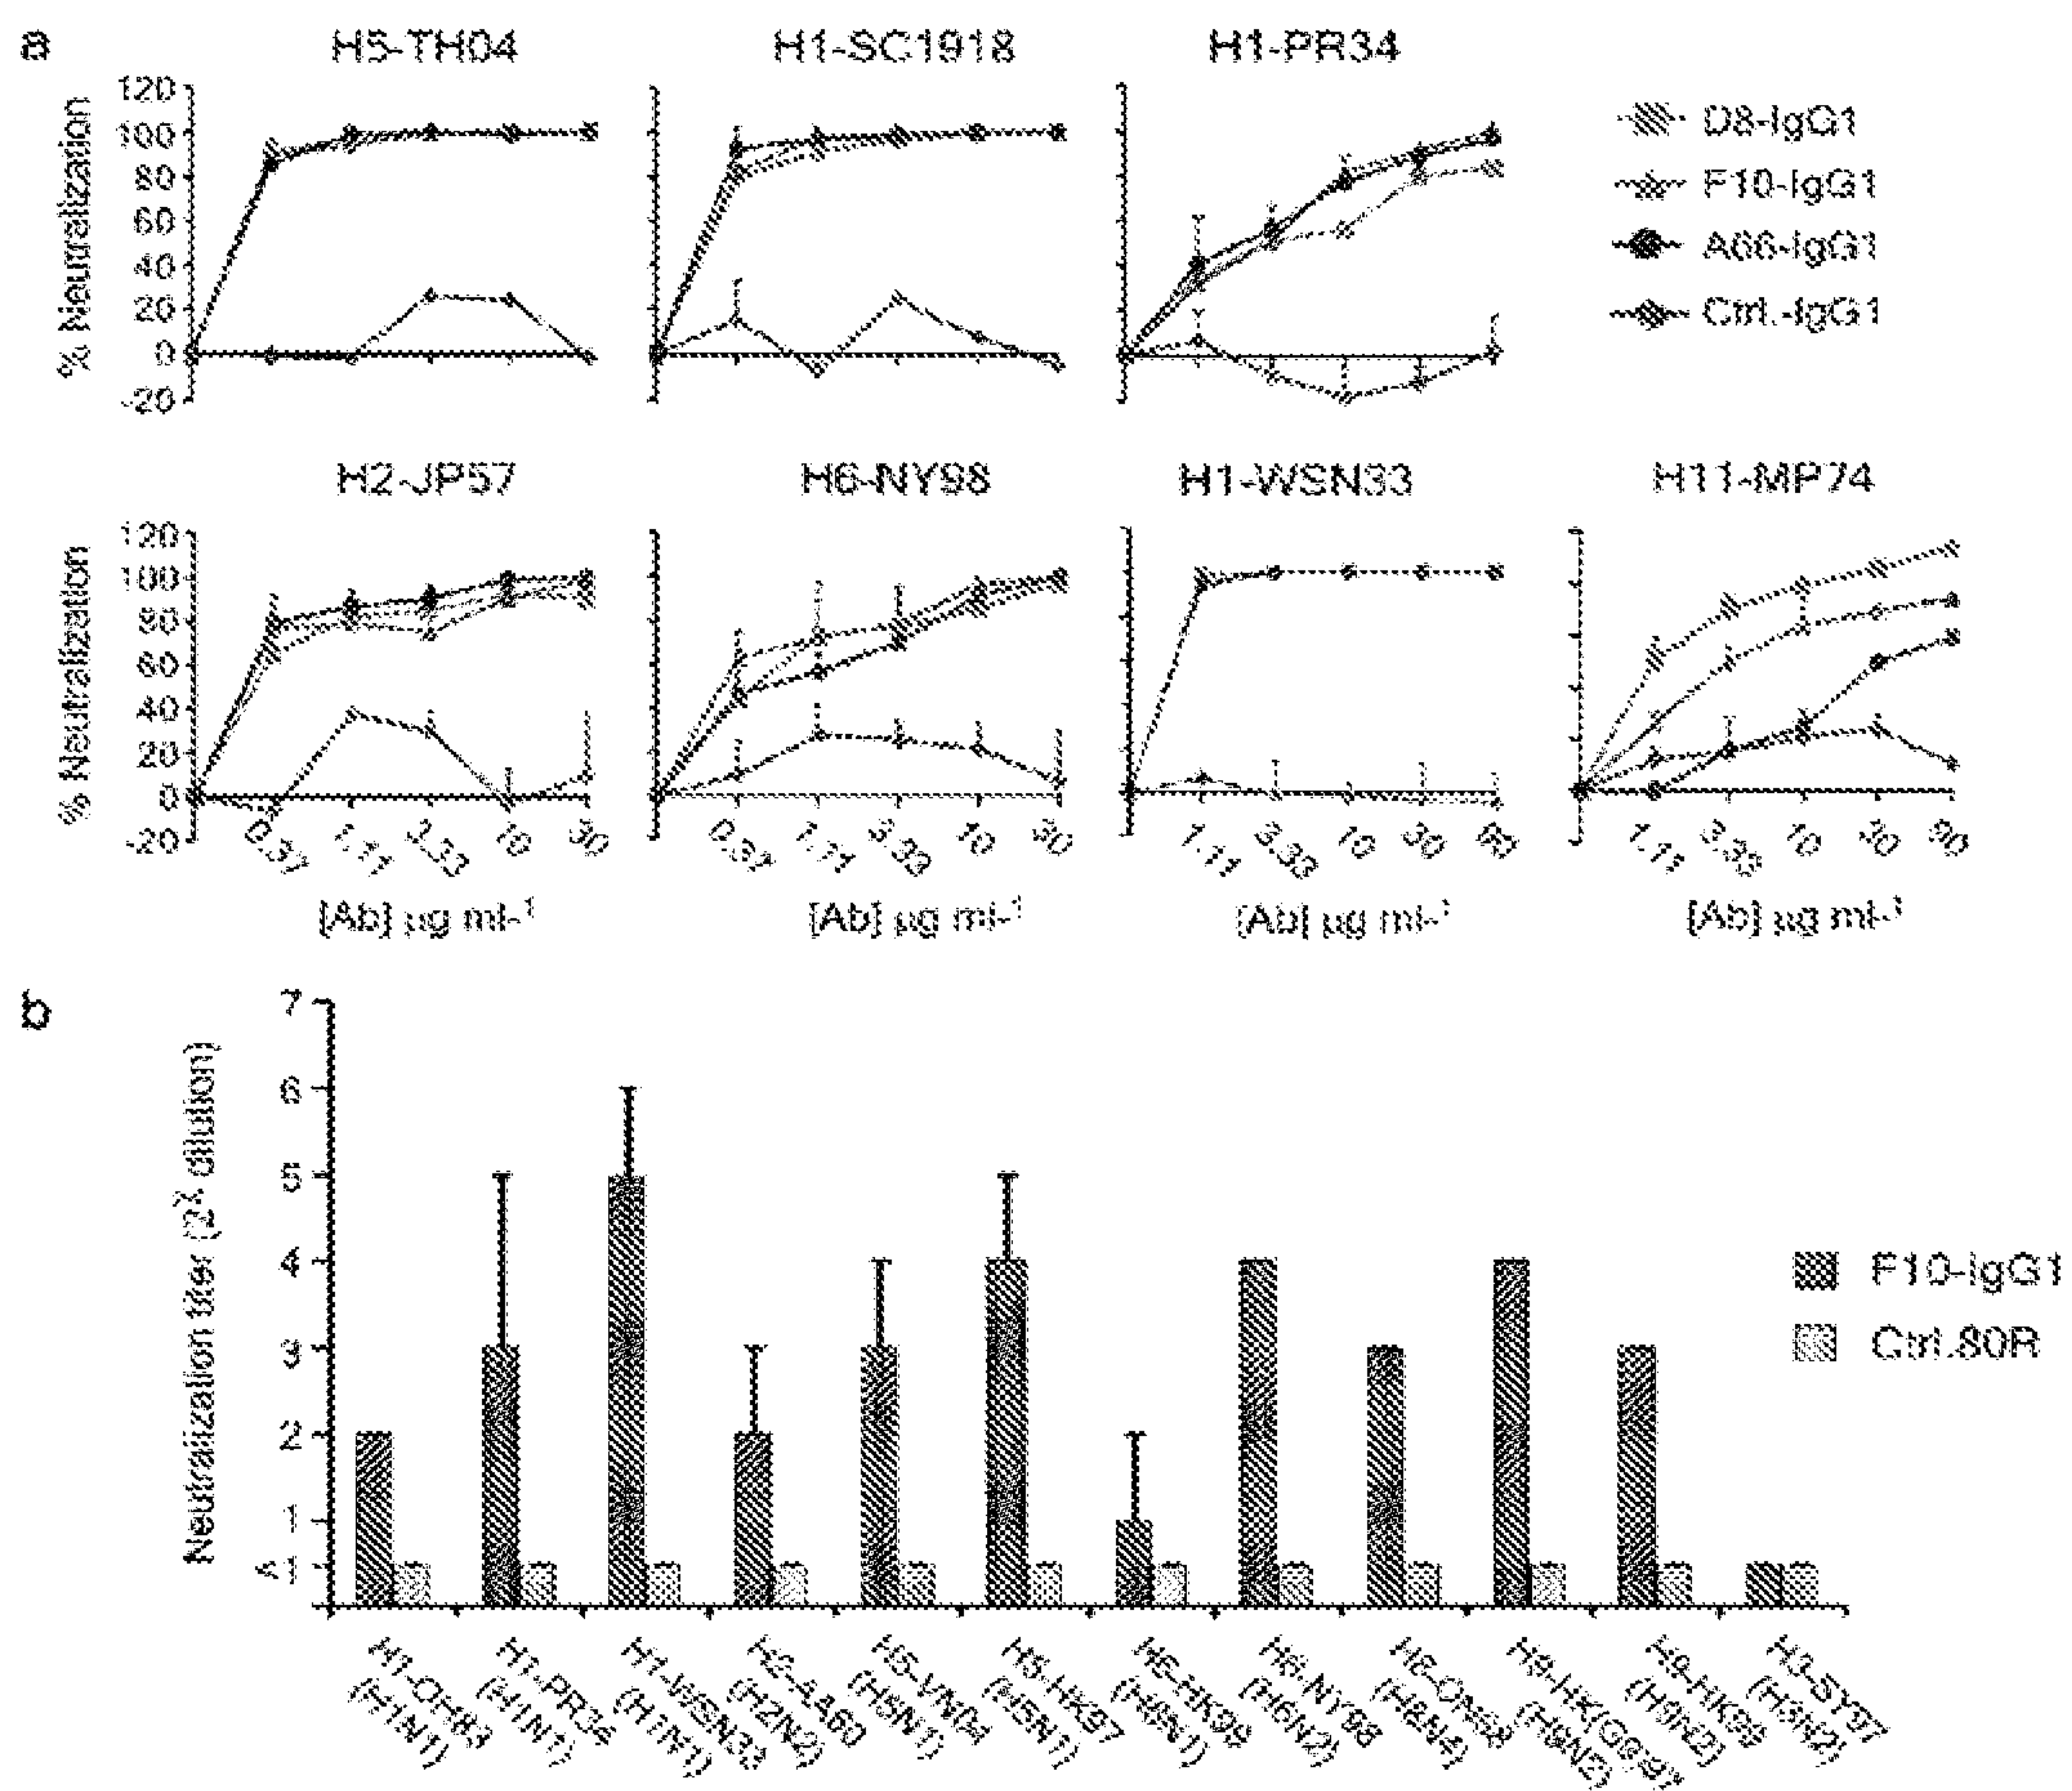 a
H5-TH04
H1-SC1918
H1-PR34
% Neutralization
120
100
80
60
40
20
0
-20
D8-IgG1
F10-IgG1
A66-IgG1
Ctrl.-IgG1
H2-JP57
H6-NY98
H1-WSN33
H11-MP74
% Neutralization
120
100
80
60
40
20
0
-20
0.37 1.11 3.33 10 30
0.37 1.11 3.33 10 30
1.11 3.33 10 30 90
1.11 3.33 10 30 90
[Ab] µg ml-1
[Ab] µg ml-1
[Ab] µg ml-1
[Ab] µg ml-1
b
Neutralization titer (2X dilution)
7
6
5
4
3
2
1
<1
F10-IgG1
Ctrl.80R
H1-OH83
(H1N1)
H1-PR34
(H1N1)
H1-WSN33
(H1N1)
H2-AA60
(H2N2)
H5-VN04
(H5N1)
H5-HK97
(H5N1)
(H6N1)
H6-NY98
(H6N2)
H8-ON68
(H8N4)
H9-HK(G9)97
(H9N2)
H9-HK99
(H9N2)
H3-SY97
(H3N2)